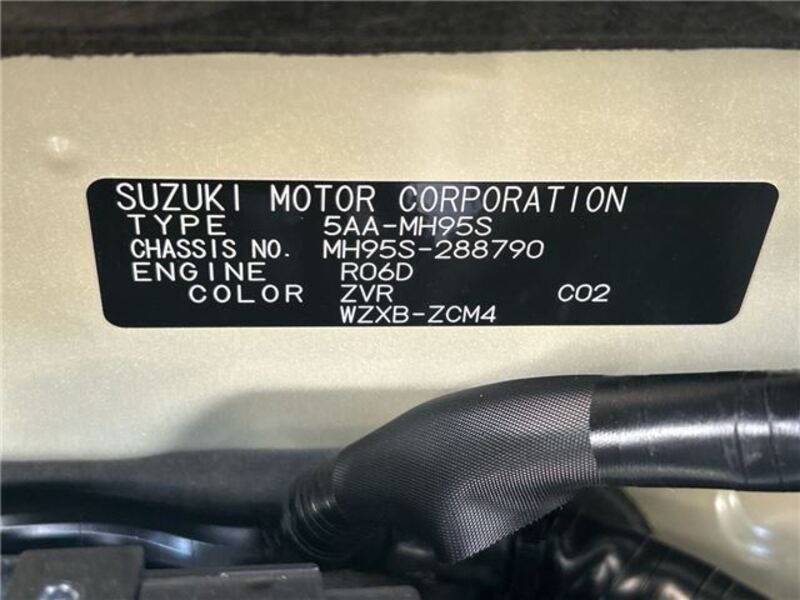 SUZUKI MOTOR CORPORATION
TYPE 5AA-MH95S
CHASSIS NO. MH95S-288790
ENGINE R06D
COLOR ZVR C02
WZXB-ZCM4